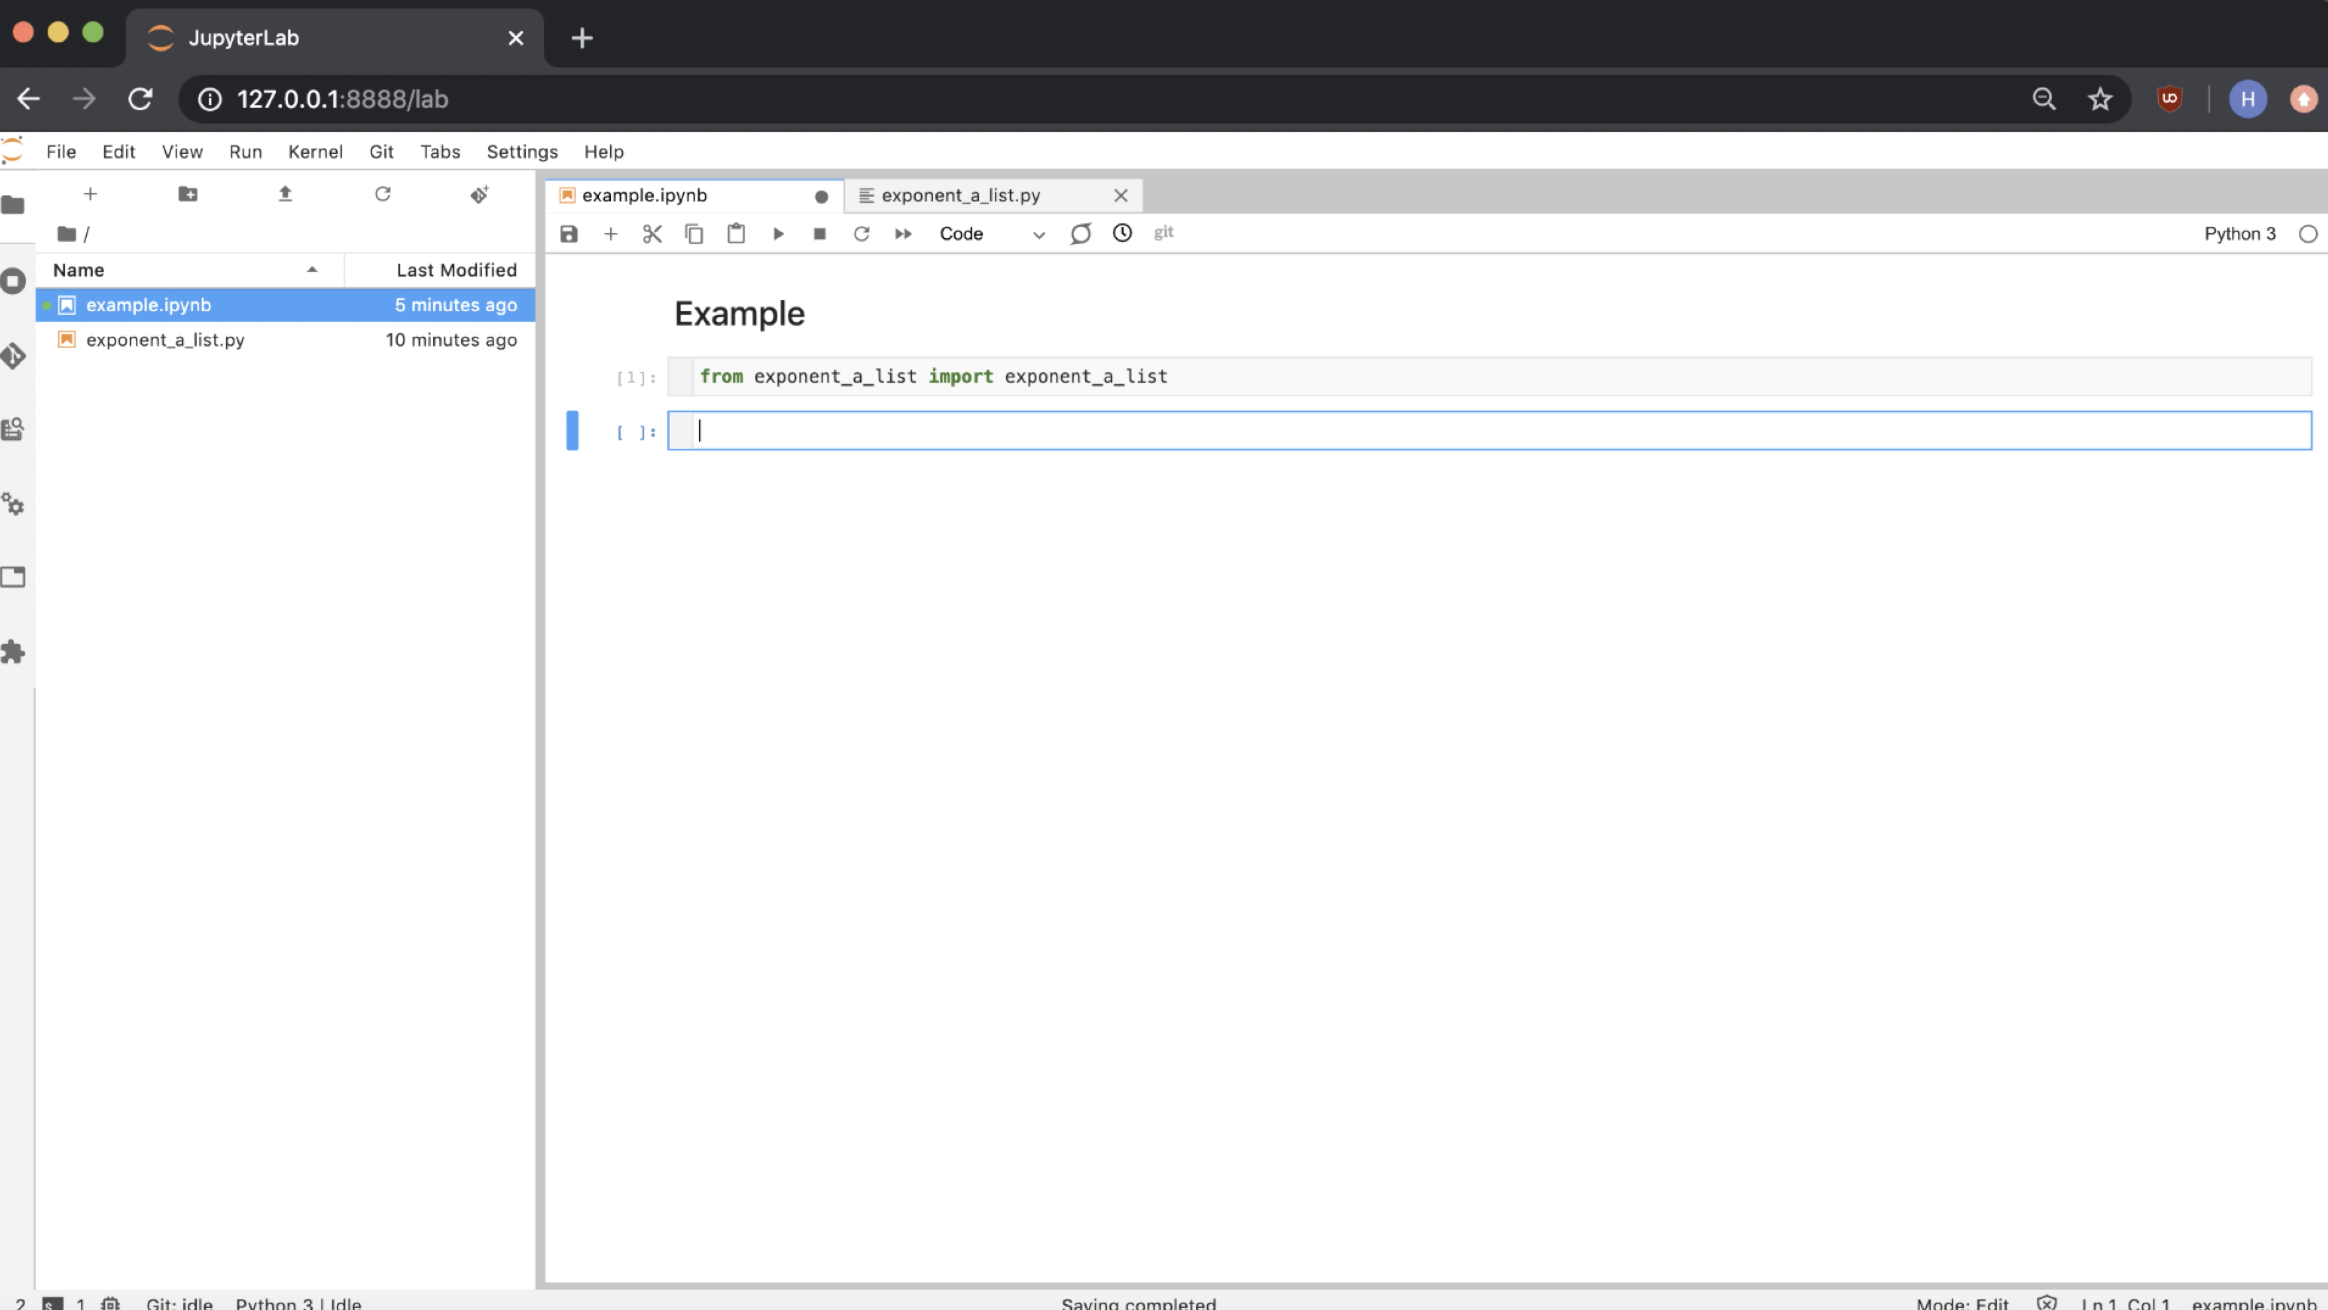 JupyterLab
127.0.0.1:8888/lab
H
File Edit View Run Kernel Git Tabs Settings Help
/
Name Last Modified
example.ipynb 5 minutes ago
exponent_a_list.py 10 minutes ago
example.ipynb exponent_a_list.py
Code git Python 3
Example
[1]: from exponent_a_list import exponent_a_list
[ ]:
2 1 Git: idle Python 3 | Idle Saving completed Mode: Edit Ln 1, Col 1 example.ipynb